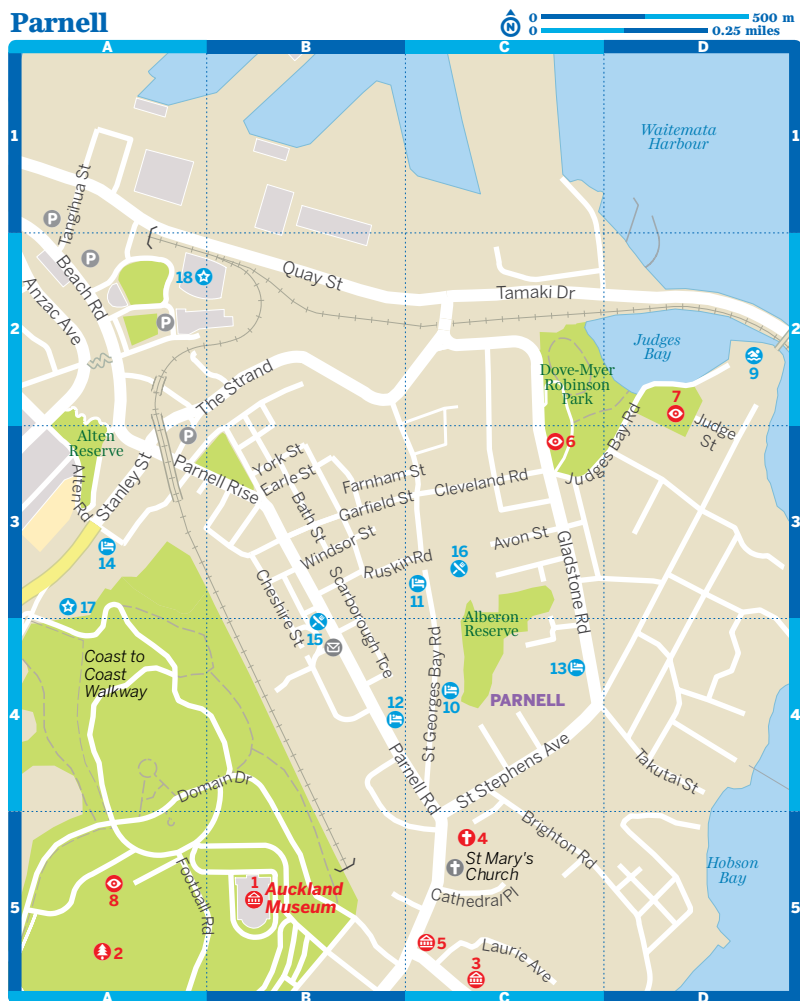 Parnell
N
0 500 m
0 0.25 miles
A B C D
1
Waitemata
Harbour
1
Tangihua St
P
P
Beach Rd
Anzac Ave
18
Quay St
Tamaki Dr
P
2
2
Judges
Bay
9
The Strand
Dove-Myer
Robinson
Park
7
Judge
St
6
Judges Bay Rd
Alten
Reserve
P
Alten Rd
Stanley St
Parnell Rise
York St
Earle St
Bath St
Farnham St
Garfield St
Cleveland Rd
3
3
Windsor St
Ruskin Rd
Avon St
Gladstone Rd
14
16
11
17
Cheshire St
Scarborough Tce
15
Alberon
Reserve
Coast to
Coast
Walkway
St Georges Bay Rd
13
12
10
PARNELL
4
4
Parnell Rd
St Stephens Ave
Takutai St
Domain Dr
Brighton Rd
4
St Mary's
Church
Hobson
Bay
Football Rd
1
Auckland
Museum
8
Cathedral Pl
5
5
2
5
Laurie Ave
3
A B C D